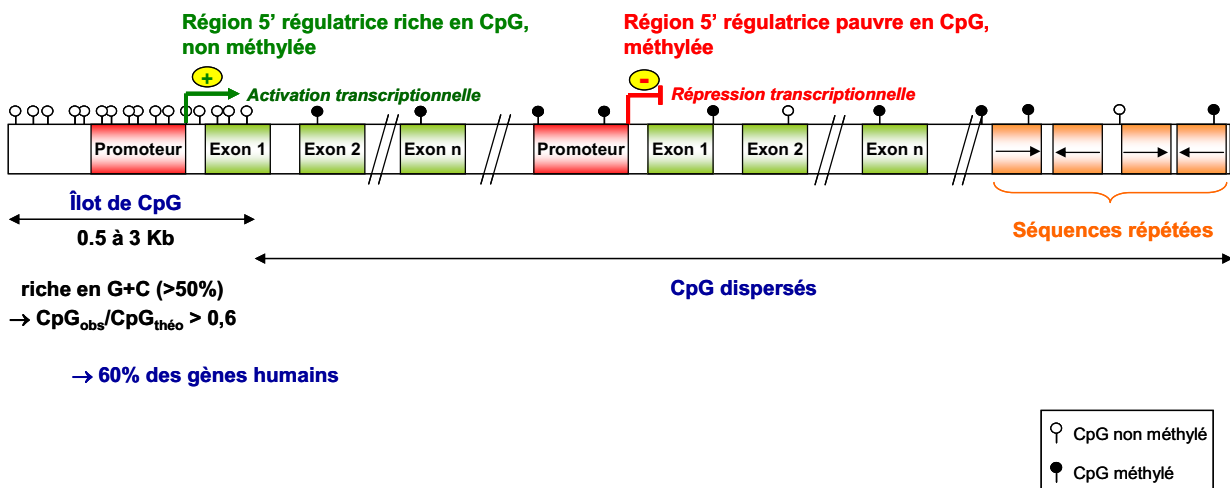 Région 5’ régulatrice riche en CpG,
non méthylée
Région 5’ régulatrice pauvre en CpG,
méthylée
+
Activation transcriptionnelle
-
Répression transcriptionnelle
Promoteur
Exon 1
Exon 2
Exon n
Promoteur
Exon 1
Exon 2
Exon n
Îlot de CpG
0.5 à 3 Kb
Séquences répétées
CpG dispersés
riche en G+C (>50%)
→ CpGobs/CpGthéo > 0,6
→ 60% des gènes humains
CpG non méthylé
CpG méthylé